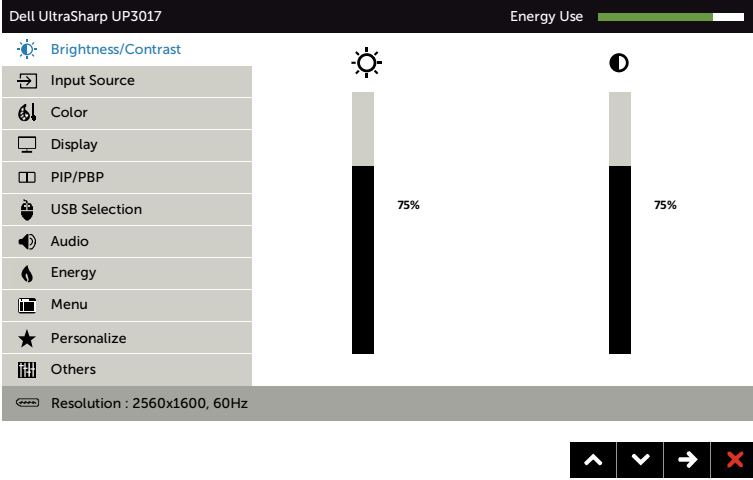 Dell UltraSharp UP3017 Energy Use
Brightness/Contrast
Input Source
Color
Display
PIP/PBP
USB Selection
Audio
Energy
Menu
Personalize
Others
75% 75%
Resolution : 2560x1600, 60Hz